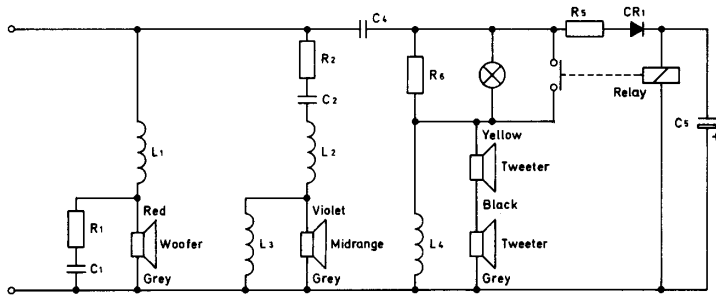 C4
R5
CR1
R2
R6
C2
Relay
C5
+
L1
L2
Yellow
Tweeter
Black
Red
Violet
R1
Woofer
L3
Midrange
L4
Tweeter
C1
Grey
Grey
Grey